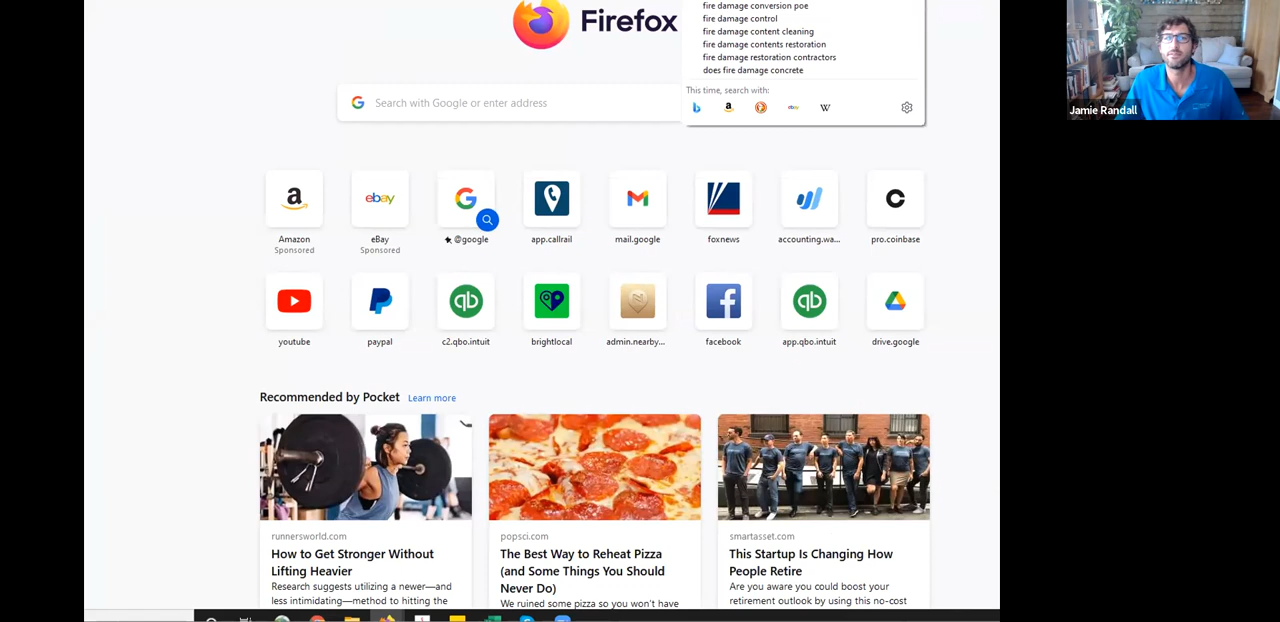 fire damage conversion poe
fire damage control
fire damage content cleaning
fire damage contents restoration
fire damage restoration contractors
does fire damage concrete
This time, search with:
Firefox
Search with Google or enter address
Jamie Randall
a
ebay
G
W
Amazon
Sponsored
eBay
Sponsored
@google
app.callrail
mail.google
foxnews
accounting.wa...
pro.coinbase
qb
qb
youtube
paypal
c2.qbo.intuit
brightlocal
admin.nearby...
facebook
app.qbo.intuit
drive.google
Recommended by Pocket Learn more
runnersworld.com
How to Get Stronger Without
Lifting Heavier
Research suggests utilizing a newer—and
less intimidating—method to hitting the
popsci.com
The Best Way to Reheat Pizza
(and Some Things You Should
Never Do)
We ruined some pizza so you won't have
smartasset.com
This Startup Is Changing How
People Retire
Are you aware you could boost your
retirement outlook by using this no-cost